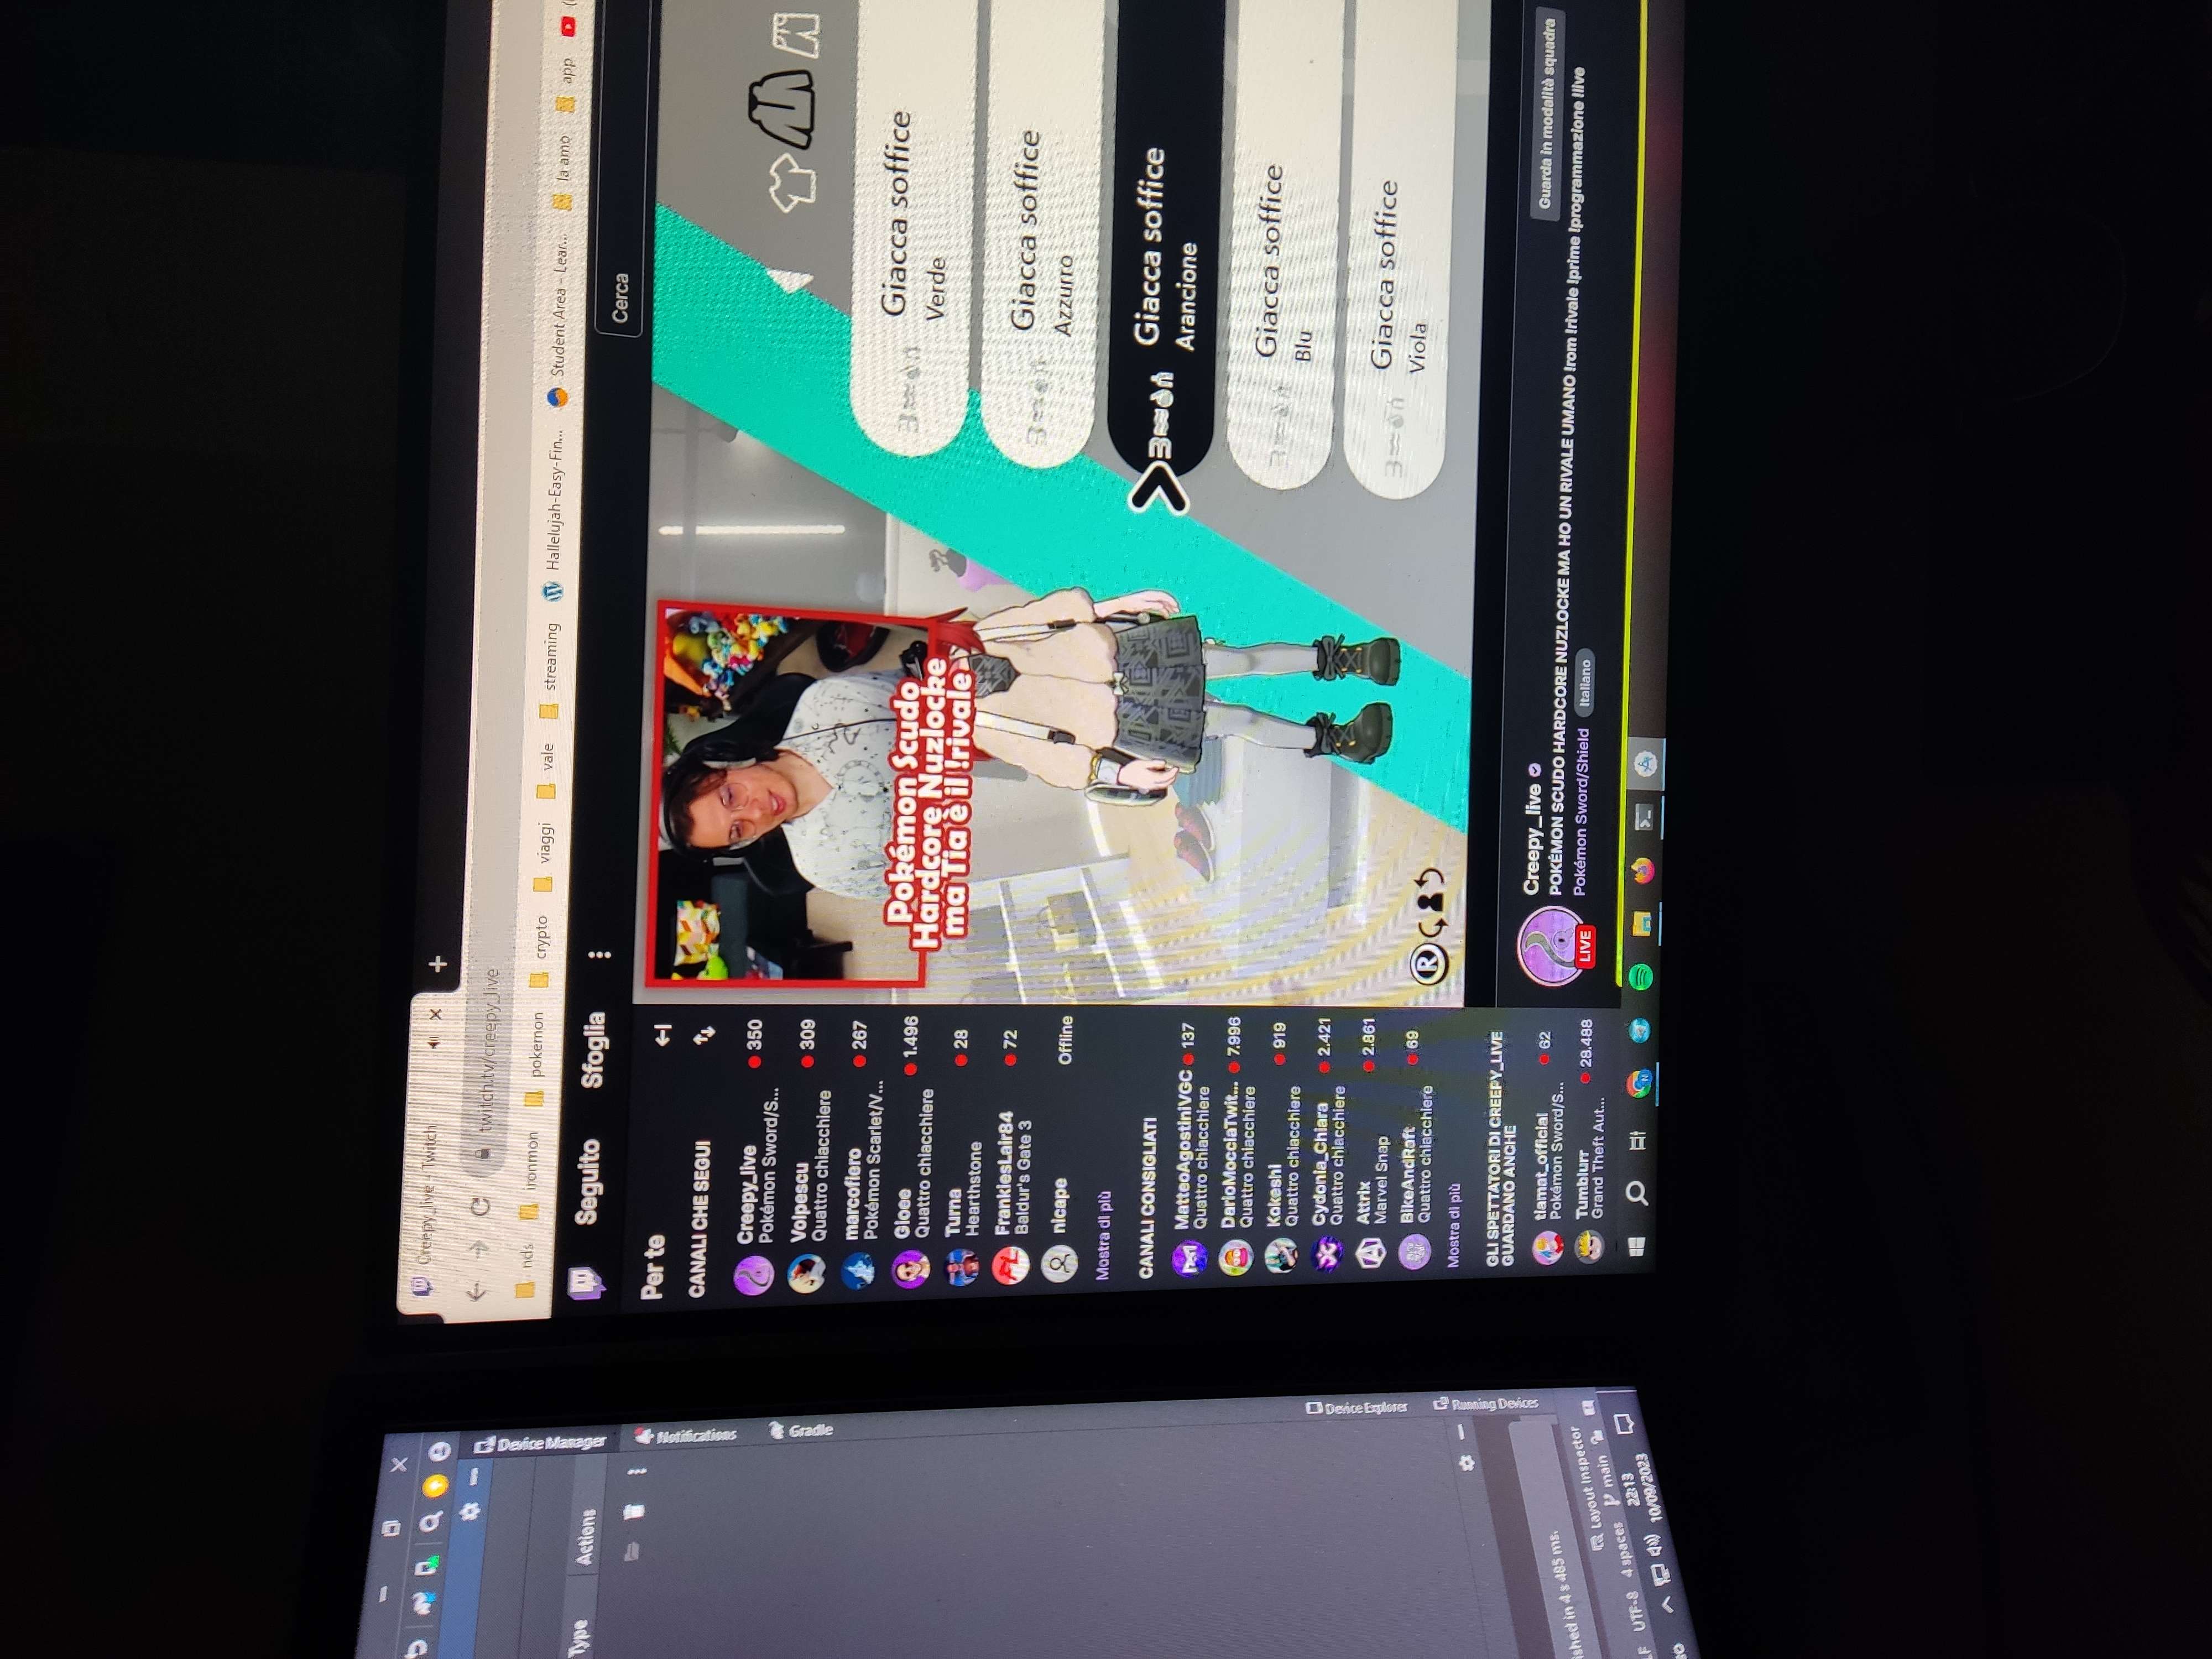 Creepy_live - Twitch
twitch.tv/creepy_live
nds
ironmon
pokemon
crypto
viaggi
vale
streaming
Hallelujah-Easy-Fin...
Student Area - Lear...
la amo
app
Seguito
Sfoglia
Cerca
Per te
CANALI CHE SEGUI
Creepy_live
350
Pokémon Sword/S...
Volpescu
309
Quattro chiacchiere
marcofiero
267
Pokémon Scarlet/V...
Gioee
1.496
Quattro chiacchiere
Turna
28
Hearthstone
FrankiesLair84
72
Baldur's Gate 3
nicape
Offline
Mostra di più
CANALI CONSIGLIATI
MatteoAgostiniVGC
137
Quattro chiacchiere
DarioMocciaTwit...
7.996
Quattro chiacchiere
Kokeshi
919
Quattro chiacchiere
Cydonia_Chiara
2.421
Quattro chiacchiere
Attrix
2.861
Marvel Snap
BikeAndRaft
69
Quattro chiacchiere
Mostra di più
GLI SPETTATORI DI CREEPY_LIVE
GUARDANO ANCHE
tiamat_official
62
Pokémon Sword/S...
Tumblurr
28.488
Grand Theft Aut...
Pokémon Scudo
Hardcore Nuzlocke
ma Tia è il !rivale
Giacca soffice
Verde
Giacca soffice
Azzurro
Giacca soffice
Arancione
Giacca soffice
Blu
Giacca soffice
Viola
R
LIVE
Creepy_live
POKÉMON SCUDO HARDCORE NUZLOCKE MA HO UN RIVALE UMANO !rom !rivale !prime !programmazione !live
Pokémon Sword/Shield
Italiano
Guarda in modalità squadra
Device Manager
Notifications
Gradle
Device Explorer
Running Devices
Type
Actions
Layout Inspector
UTF-8
4 spaces
main
22:13
10/09/2023